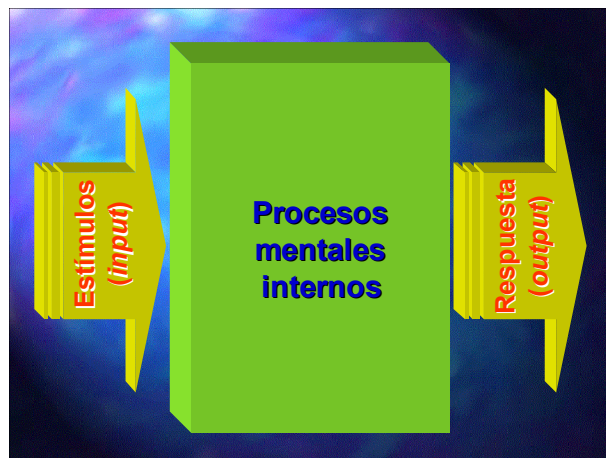 Estímulos
(input)
Procesos
mentales
internos
Respuesta
(output)